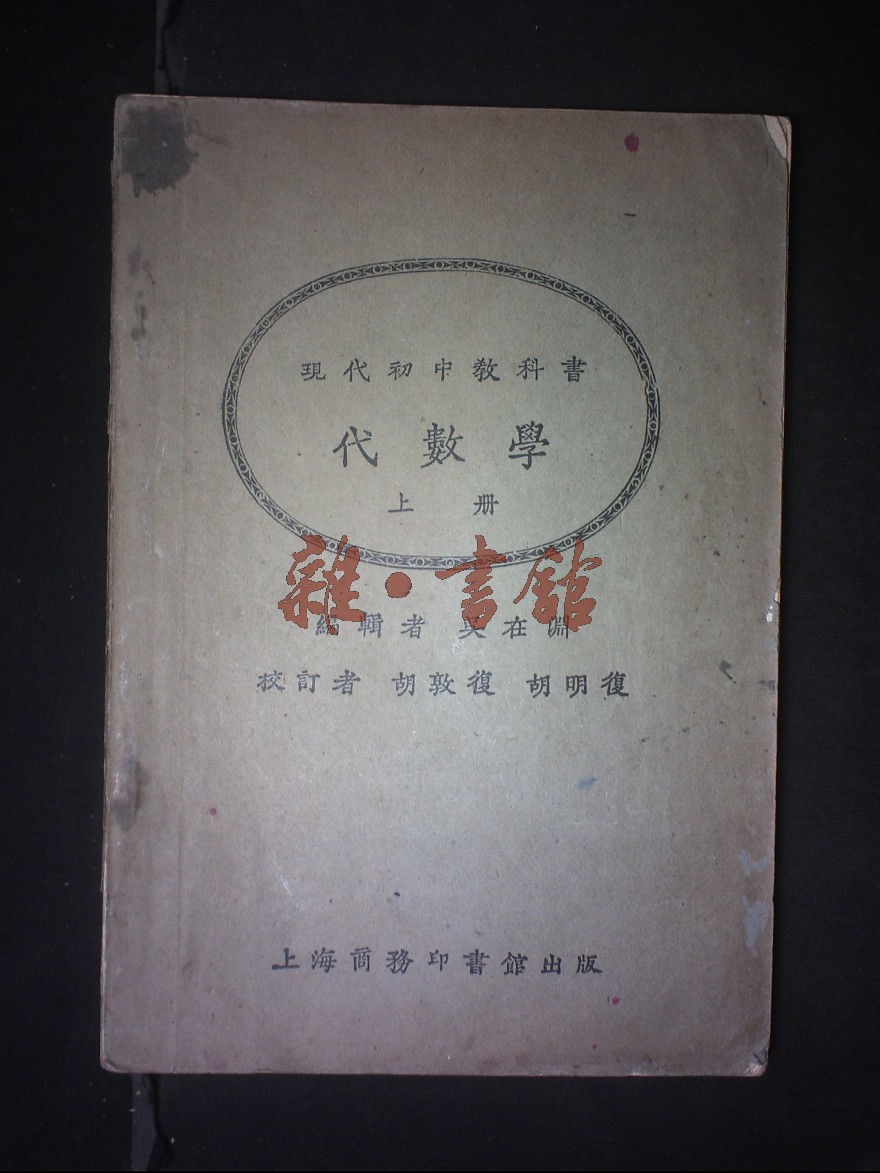 現代初中教科書
代數學
上冊
雜·書館
編輯者 吳在淵
校訂者 胡敦復 胡明復
上海商務印書館出版